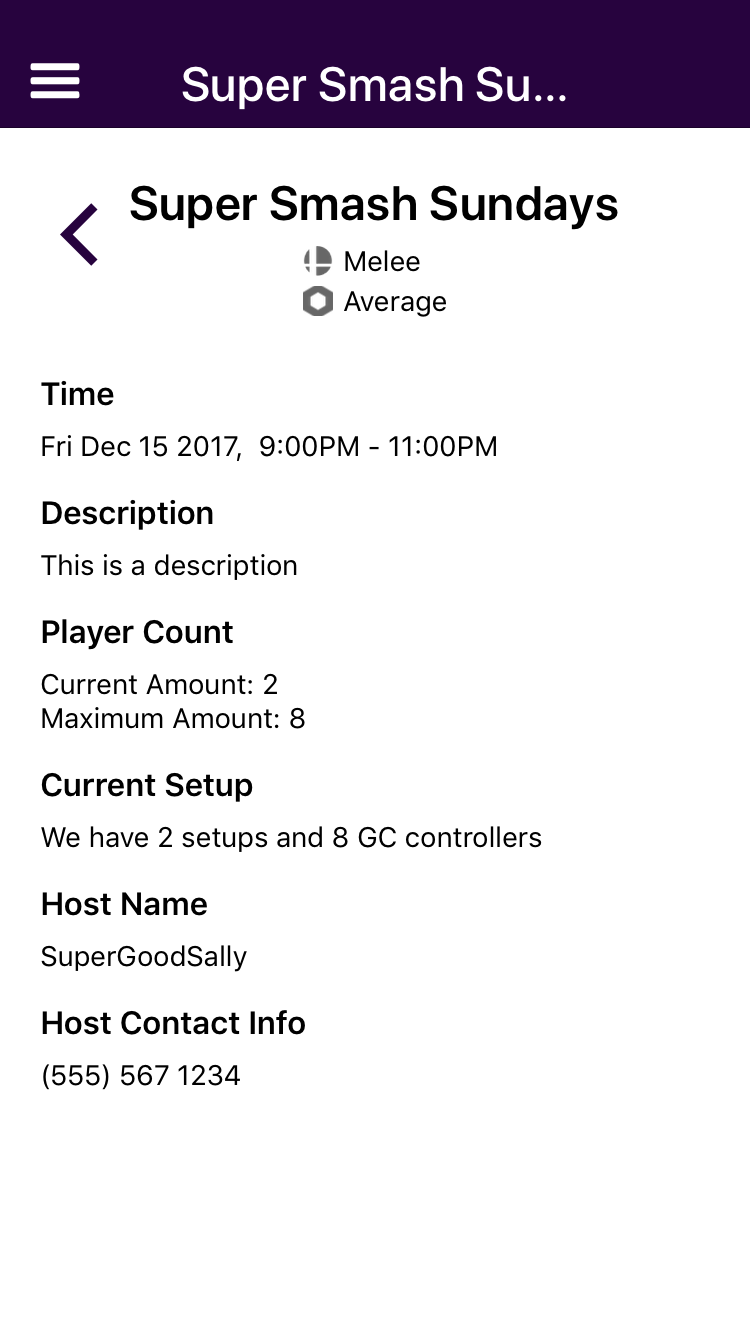 Super Smash Su...
Super Smash Sundays
Melee
Average
Time
Fri Dec 15 2017,  9:00PM - 11:00PM
Description
This is a description
Player Count
Current Amount: 2
Maximum Amount: 8
Current Setup
We have 2 setups and 8 GC controllers
Host Name
SuperGoodSally
Host Contact Info
(555) 567 1234